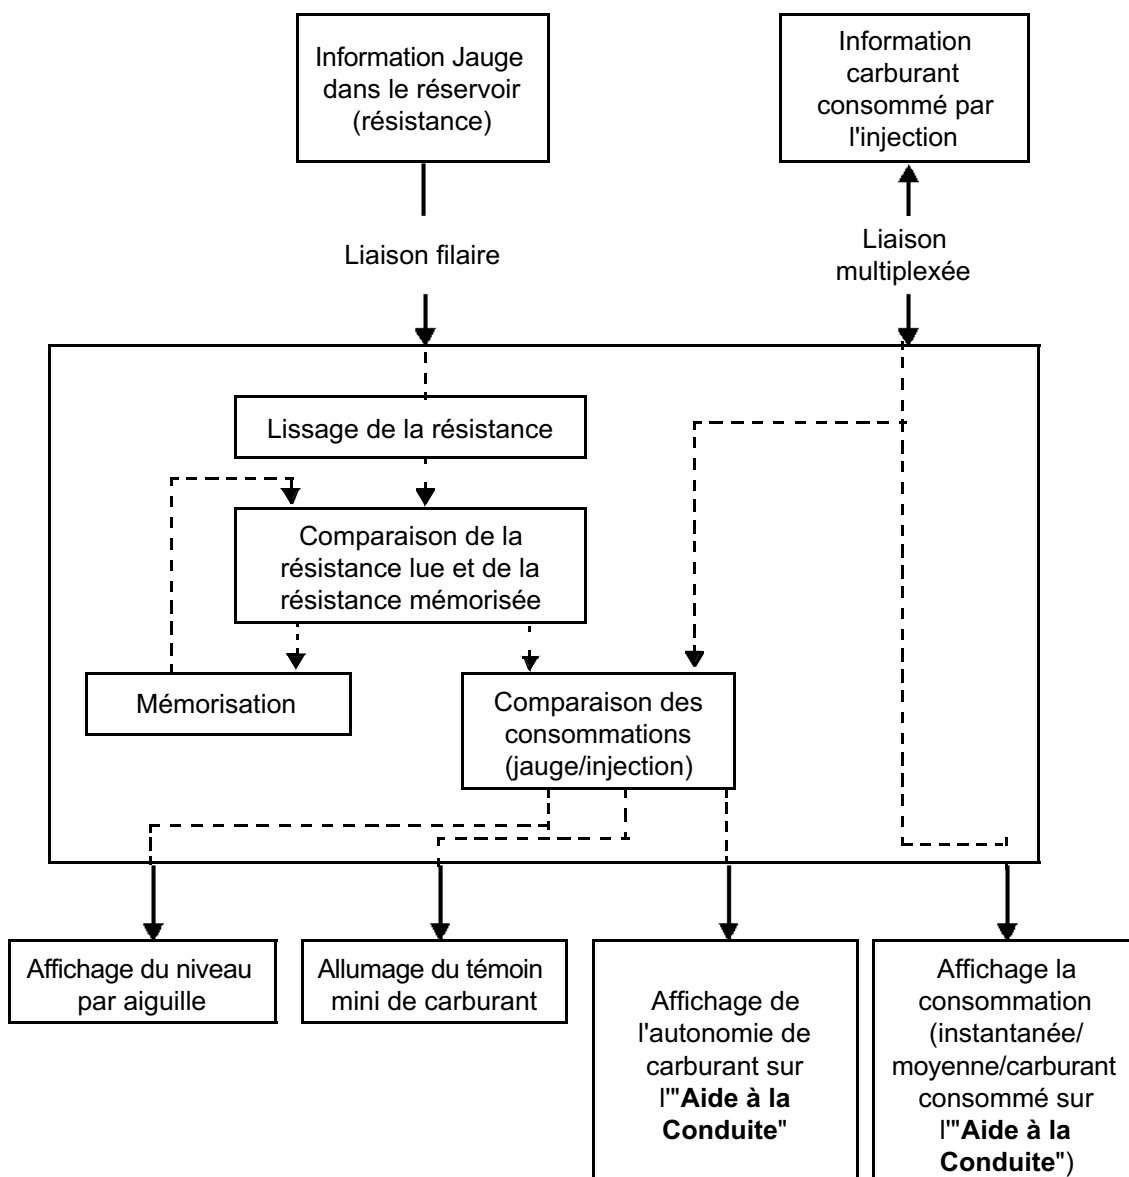 Information Jauge
dans le réservoir
(résistance)
Information
carburant
consommé par
l'injection
Liaison filaire
Liaison
multiplexée
Lissage de la résistance
Comparaison de la
résistance lue et de la
résistance mémorisée
Mémorisation
Comparaison des
consommations
(jauge/injection)
Affichage du niveau
par aiguille
Allumage du témoin
mini de carburant
Affichage de
l'autonomie de
carburant sur
l'"Aide à la
Conduite"
Affichage la
consommation
(instantanée/
moyenne/carburant
consommé sur
l'"Aide à la
Conduite")